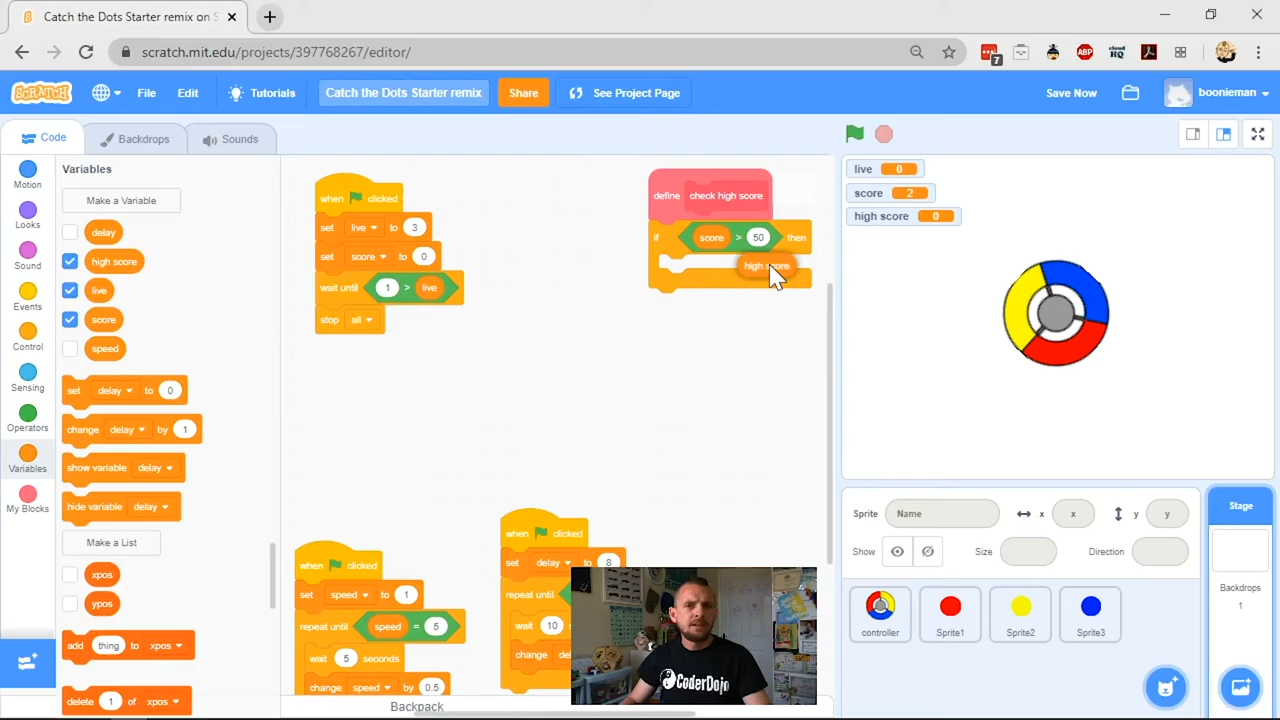 Catch the Dots Starter remix on S
scratch.mit.edu/projects/397768267/editor/
7
ABP
cloud HQ
SCRATCH
File
Edit
Tutorials
Catch the Dots Starter remix
Share
See Project Page
Save Now
boonieman
Code
Backdrops
Sounds
Motion
Looks
Sound
Events
Control
Sensing
Operators
Variables
My Blocks
Variables
Make a Variable
delay
high score
live
score
speed
set delay to 0
change delay by 1
show variable delay
hide variable delay
Make a List
xpos
ypos
add thing to xpos
delete 1 of xpos
when clicked
set live to 3
set score to 0
wait until 1 > live
stop all
define check high score
if score > 50 then
high score
when clicked
set speed to 1
repeat until speed = 5
wait 5 seconds
change speed by 0.5
when clicked
set delay to 8
repeat until
wait 10 s
change del
CoderDojo
Backpack
live 0
score 2
high score 0
Sprite Name x x y y
Show Size Direction
controller
Sprite1
Sprite2
Sprite3
Stage
Backdrops
1